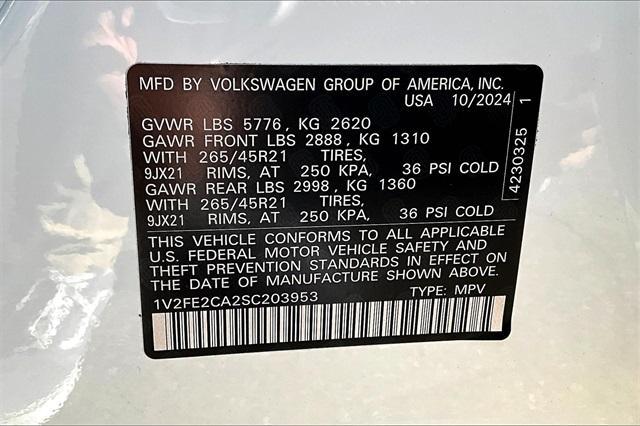 MFD BY VOLKSWAGEN GROUP OF AMERICA, INC.
USA 10/2024
GVWR LBS 5776, KG 2620
GAWR FRONT LBS 2888, KG 1310
WITH 265/45R21 TIRES,
9JX21 RIMS, AT 250 KPA, 36 PSI COLD
GAWR REAR LBS 2998, KG 1360
WITH 265/45R21 TIRES,
9JX21 RIMS, AT 250 KPA, 36 PSI COLD
THIS VEHICLE CONFORMS TO ALL APPLICABLE
U.S. FEDERAL MOTOR VEHICLE SAFETY AND
THEFT PREVENTION STANDARDS IN EFFECT ON
THE DATE OF MANUFACTURE SHOWN ABOVE.
1V2FE2CA2SC203953 TYPE: MPV
4230325 1